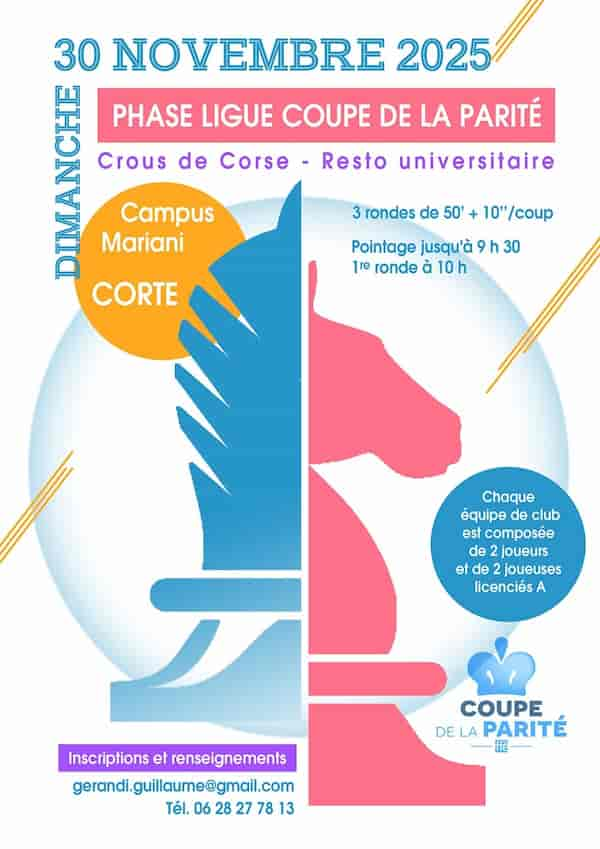 30 NOVEMBRE 2025
DIMANCHE
PHASE LIGUE COUPE DE LA PARITÉ
Crous de Corse - Resto universitaire
Campus
Mariani
CORTE
3 rondes de 50' + 10''/coup
Pointage jusqu'à 9 h 30
1re ronde à 10 h
Chaque
équipe de club
est composée
de 2 joueurs
et de 2 joueuses
licenciés A
COUPE
DE LA PARITÉ
ffe
Inscriptions et renseignements
gerandi.guillaume@gmail.com
Tél. 06 28 27 78 13